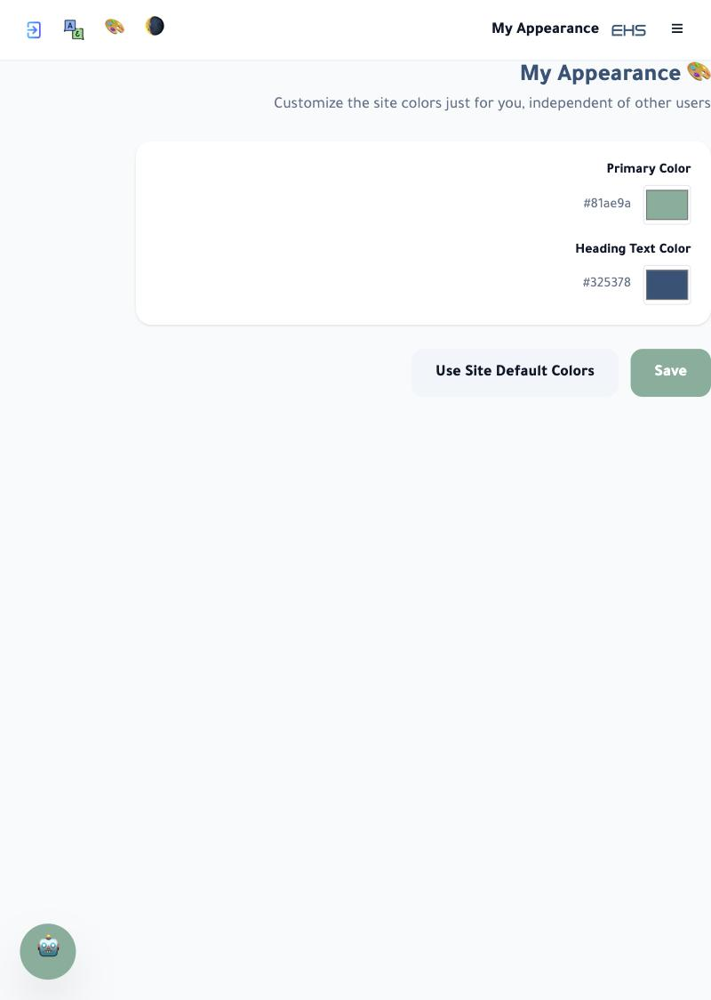 My Appearance
EHS
My Appearance
Customize the site colors just for you, independent of other users
Primary Color
#81ae9a
Heading Text Color
#325378
Save
Use Site Default Colors